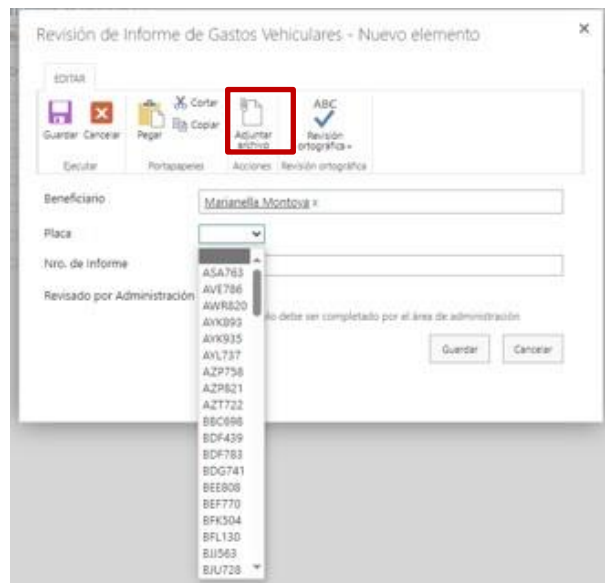 Revisión de Informe de Gastos Vehiculares - Nuevo elemento
×
EDITAR
Guardar
Cancelar
Pegar
Cortar
Copiar
Adjuntar
archivo
ABC
Revisión
ortográfica
Ejecutar
Portapapeles
Acciones
Revisión ortográfica
Beneficiario
Marianella Montoya x
Placa
Nro. de Informe
Revisado por Administración
debe ser completado por el área de administración
Guardar
Cancelar
ASA763
AVE786
AWR820
AYK893
AYK935
AYL737
AZP758
AZP821
AZT722
BBC698
BDF439
BDF783
BDG741
BEE808
BEF770
BFK504
BFL130
BJJ563
BJU728